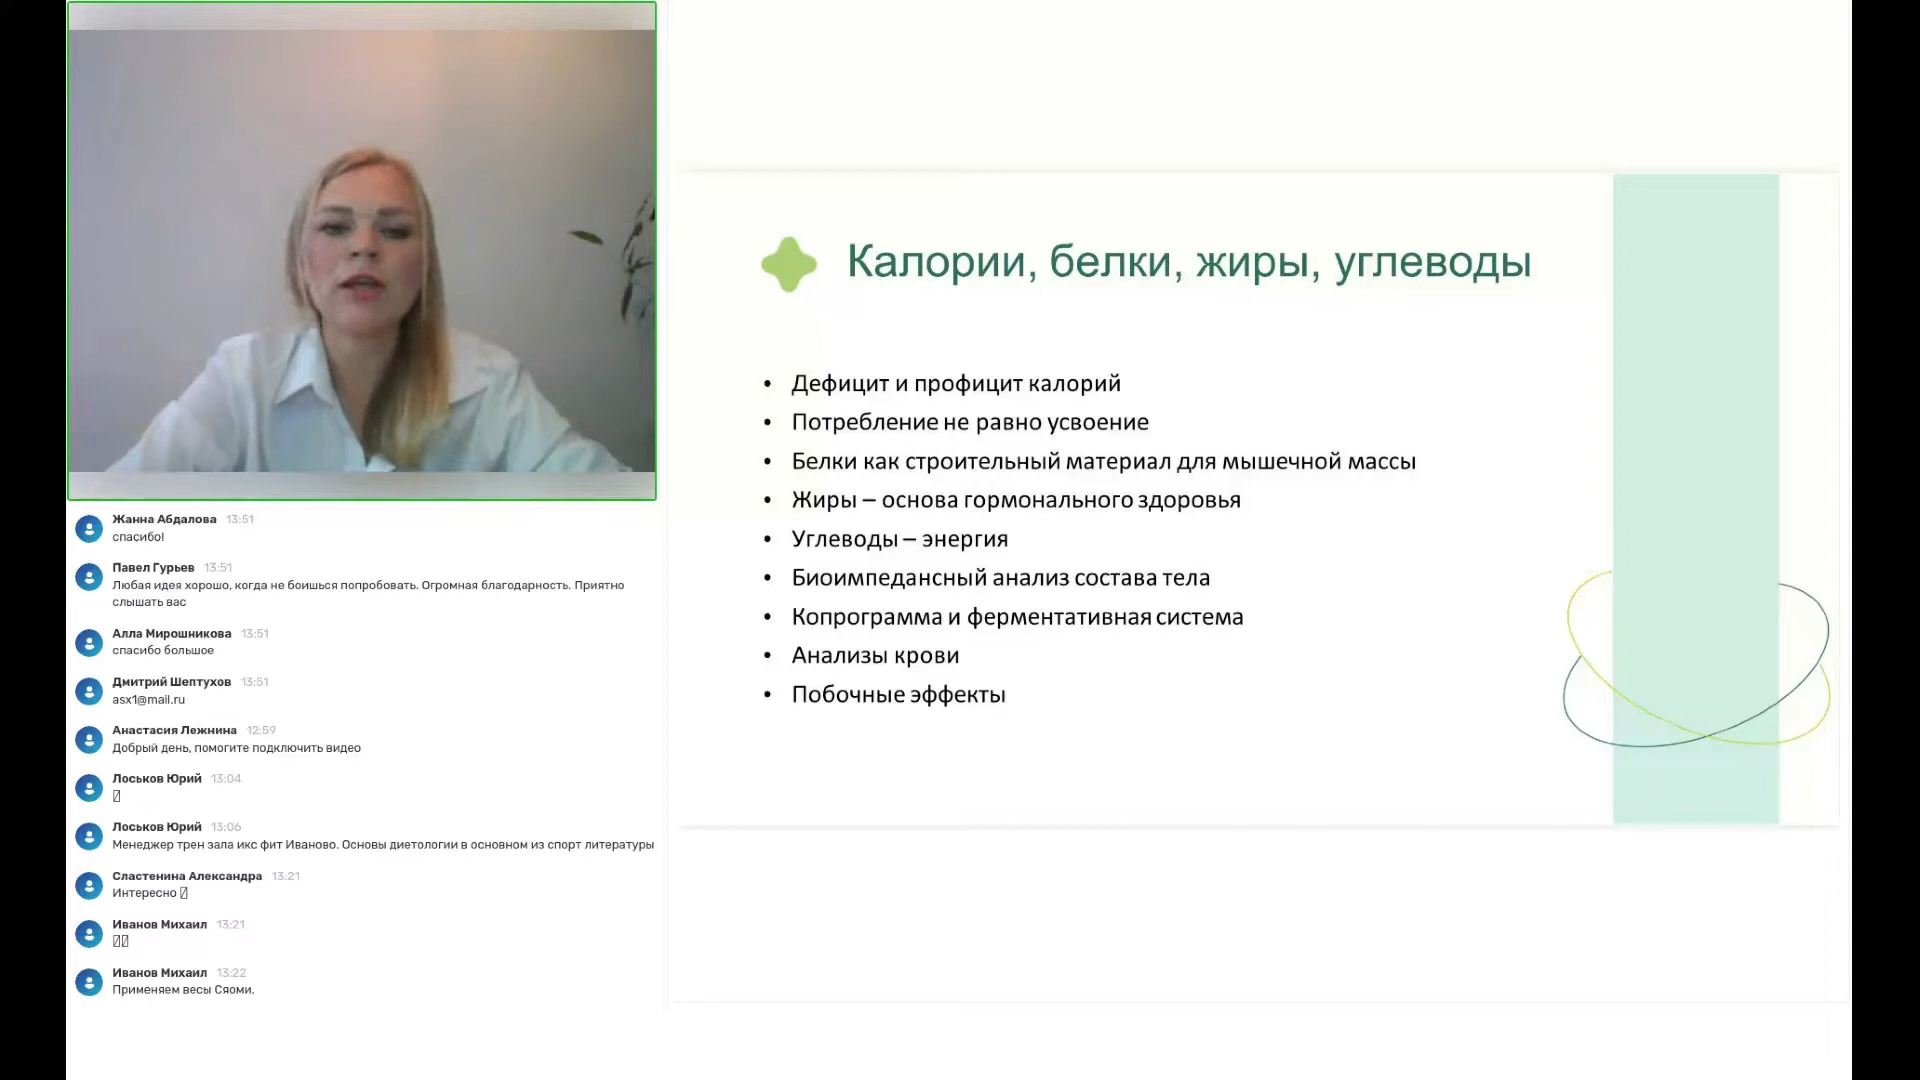 Жанна Абдалова 13:51
спасибо!
Павел Гурьев 13:51
Любая идея хорошо, когда не боишься попробовать. Огромная благодарность. Приятно
слышать вас
Алла Мирошникова 13:51
спасибо большое
Дмитрий Шептухов 13:51
asx1@mail.ru
Анастасия Лежнина 12:59
Добрый день, помогите подключить видео
Лоськов Юрий 13:04
Лоськов Юрий 13:06
Менеджер трен зала икс фит Иваново. Основы диетологии в основном из спорт литературы
Сластенина Александра 13:21
Интересно
Иванов Михаил 13:21
Иванов Михаил 13:22
Применяем весы Сяоми.
Калории, белки, жиры, углеводы
• Дефицит и профицит калорий
• Потребление не равно усвоение
• Белки как строительный материал для мышечной массы
• Жиры – основа гормонального здоровья
• Углеводы – энергия
• Биоимпедансный анализ состава тела
• Копрограмма и ферментативная система
• Анализы крови
• Побочные эффекты